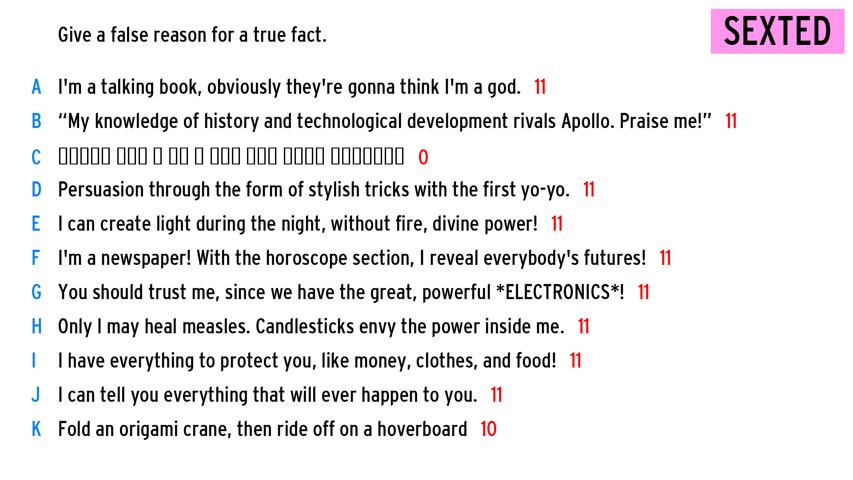 Give a false reason for a true fact.
SEXTED
A I'm a talking book, obviously they're gonna think I'm a god. 11
B “My knowledge of history and technological development rivals Apollo. Praise me!” 11
C ▯▯▯▯▯ ▯▯▯ ▯ ▯▯ ▯ ▯▯▯ ▯▯▯ ▯▯▯▯ ▯▯▯▯▯▯▯ 0
D Persuasion through the form of stylish tricks with the first yo-yo. 11
E I can create light during the night, without fire, divine power! 11
F I'm a newspaper! With the horoscope section, I reveal everybody's futures! 11
G You should trust me, since we have the great, powerful *ELECTRONICS*! 11
H Only I may heal measles. Candlesticks envy the power inside me. 11
I I have everything to protect you, like money, clothes, and food! 11
J I can tell you everything that will ever happen to you. 11
K Fold an origami crane, then ride off on a hoverboard 10